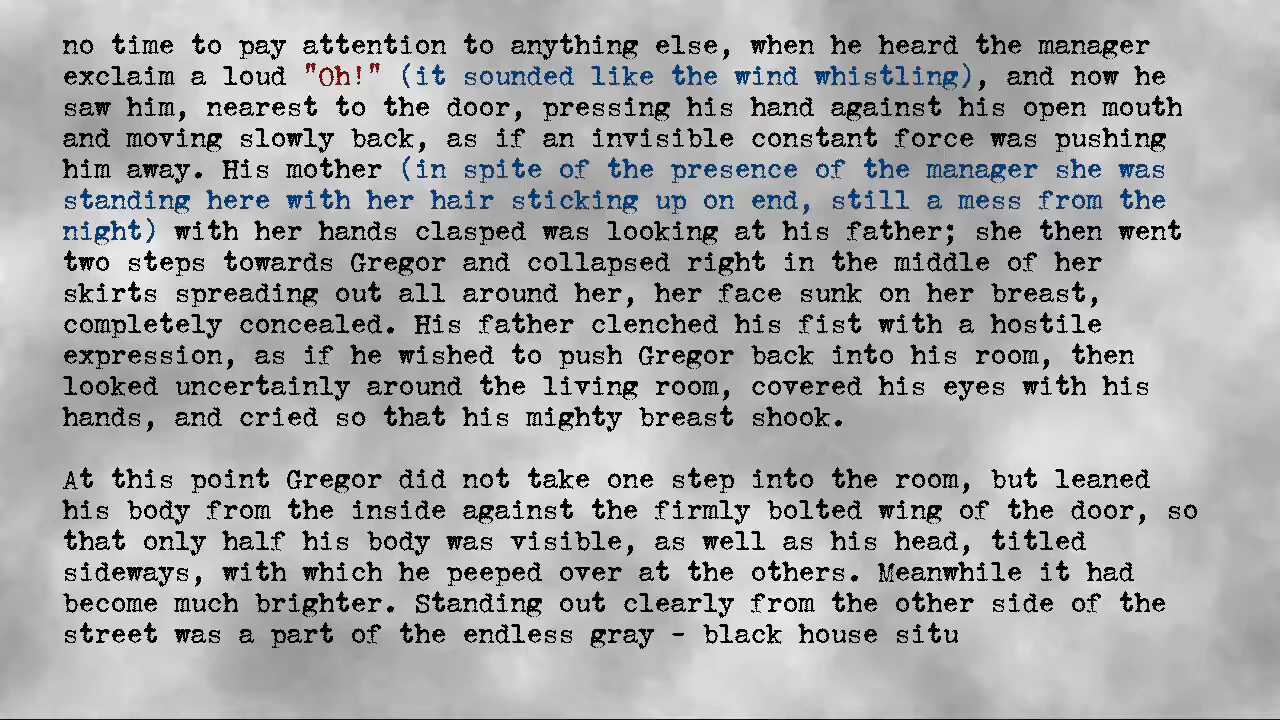 no time to pay attention to anything else, when he heard the manager
exclaim a loud "Oh!" (it sounded like the wind whistling), and now he
saw him, nearest to the door, pressing his hand against his open mouth
and moving slowly back, as if an invisible constant force was pushing
him away. His mother (in spite of the presence of the manager she was
standing here with her hair sticking up on end, still a mess from the
night) with her hands clasped was looking at his father; she then went
two steps towards Gregor and collapsed right in the middle of her
skirts spreading out all around her, her face sunk on her breast,
completely concealed. His father clenched his fist with a hostile
expression, as if he wished to push Gregor back into his room, then
looked uncertainly around the living room, covered his eyes with his
hands, and cried so that his mighty breast shook.

At this point Gregor did not take one step into the room, but leaned
his body from the inside against the firmly bolted wing of the door, so
that only half his body was visible, as well as his head, titled
sideways, with which he peeped over at the others. Meanwhile it had
become much brighter. Standing out clearly from the other side of the
street was a part of the endless gray - black house situ